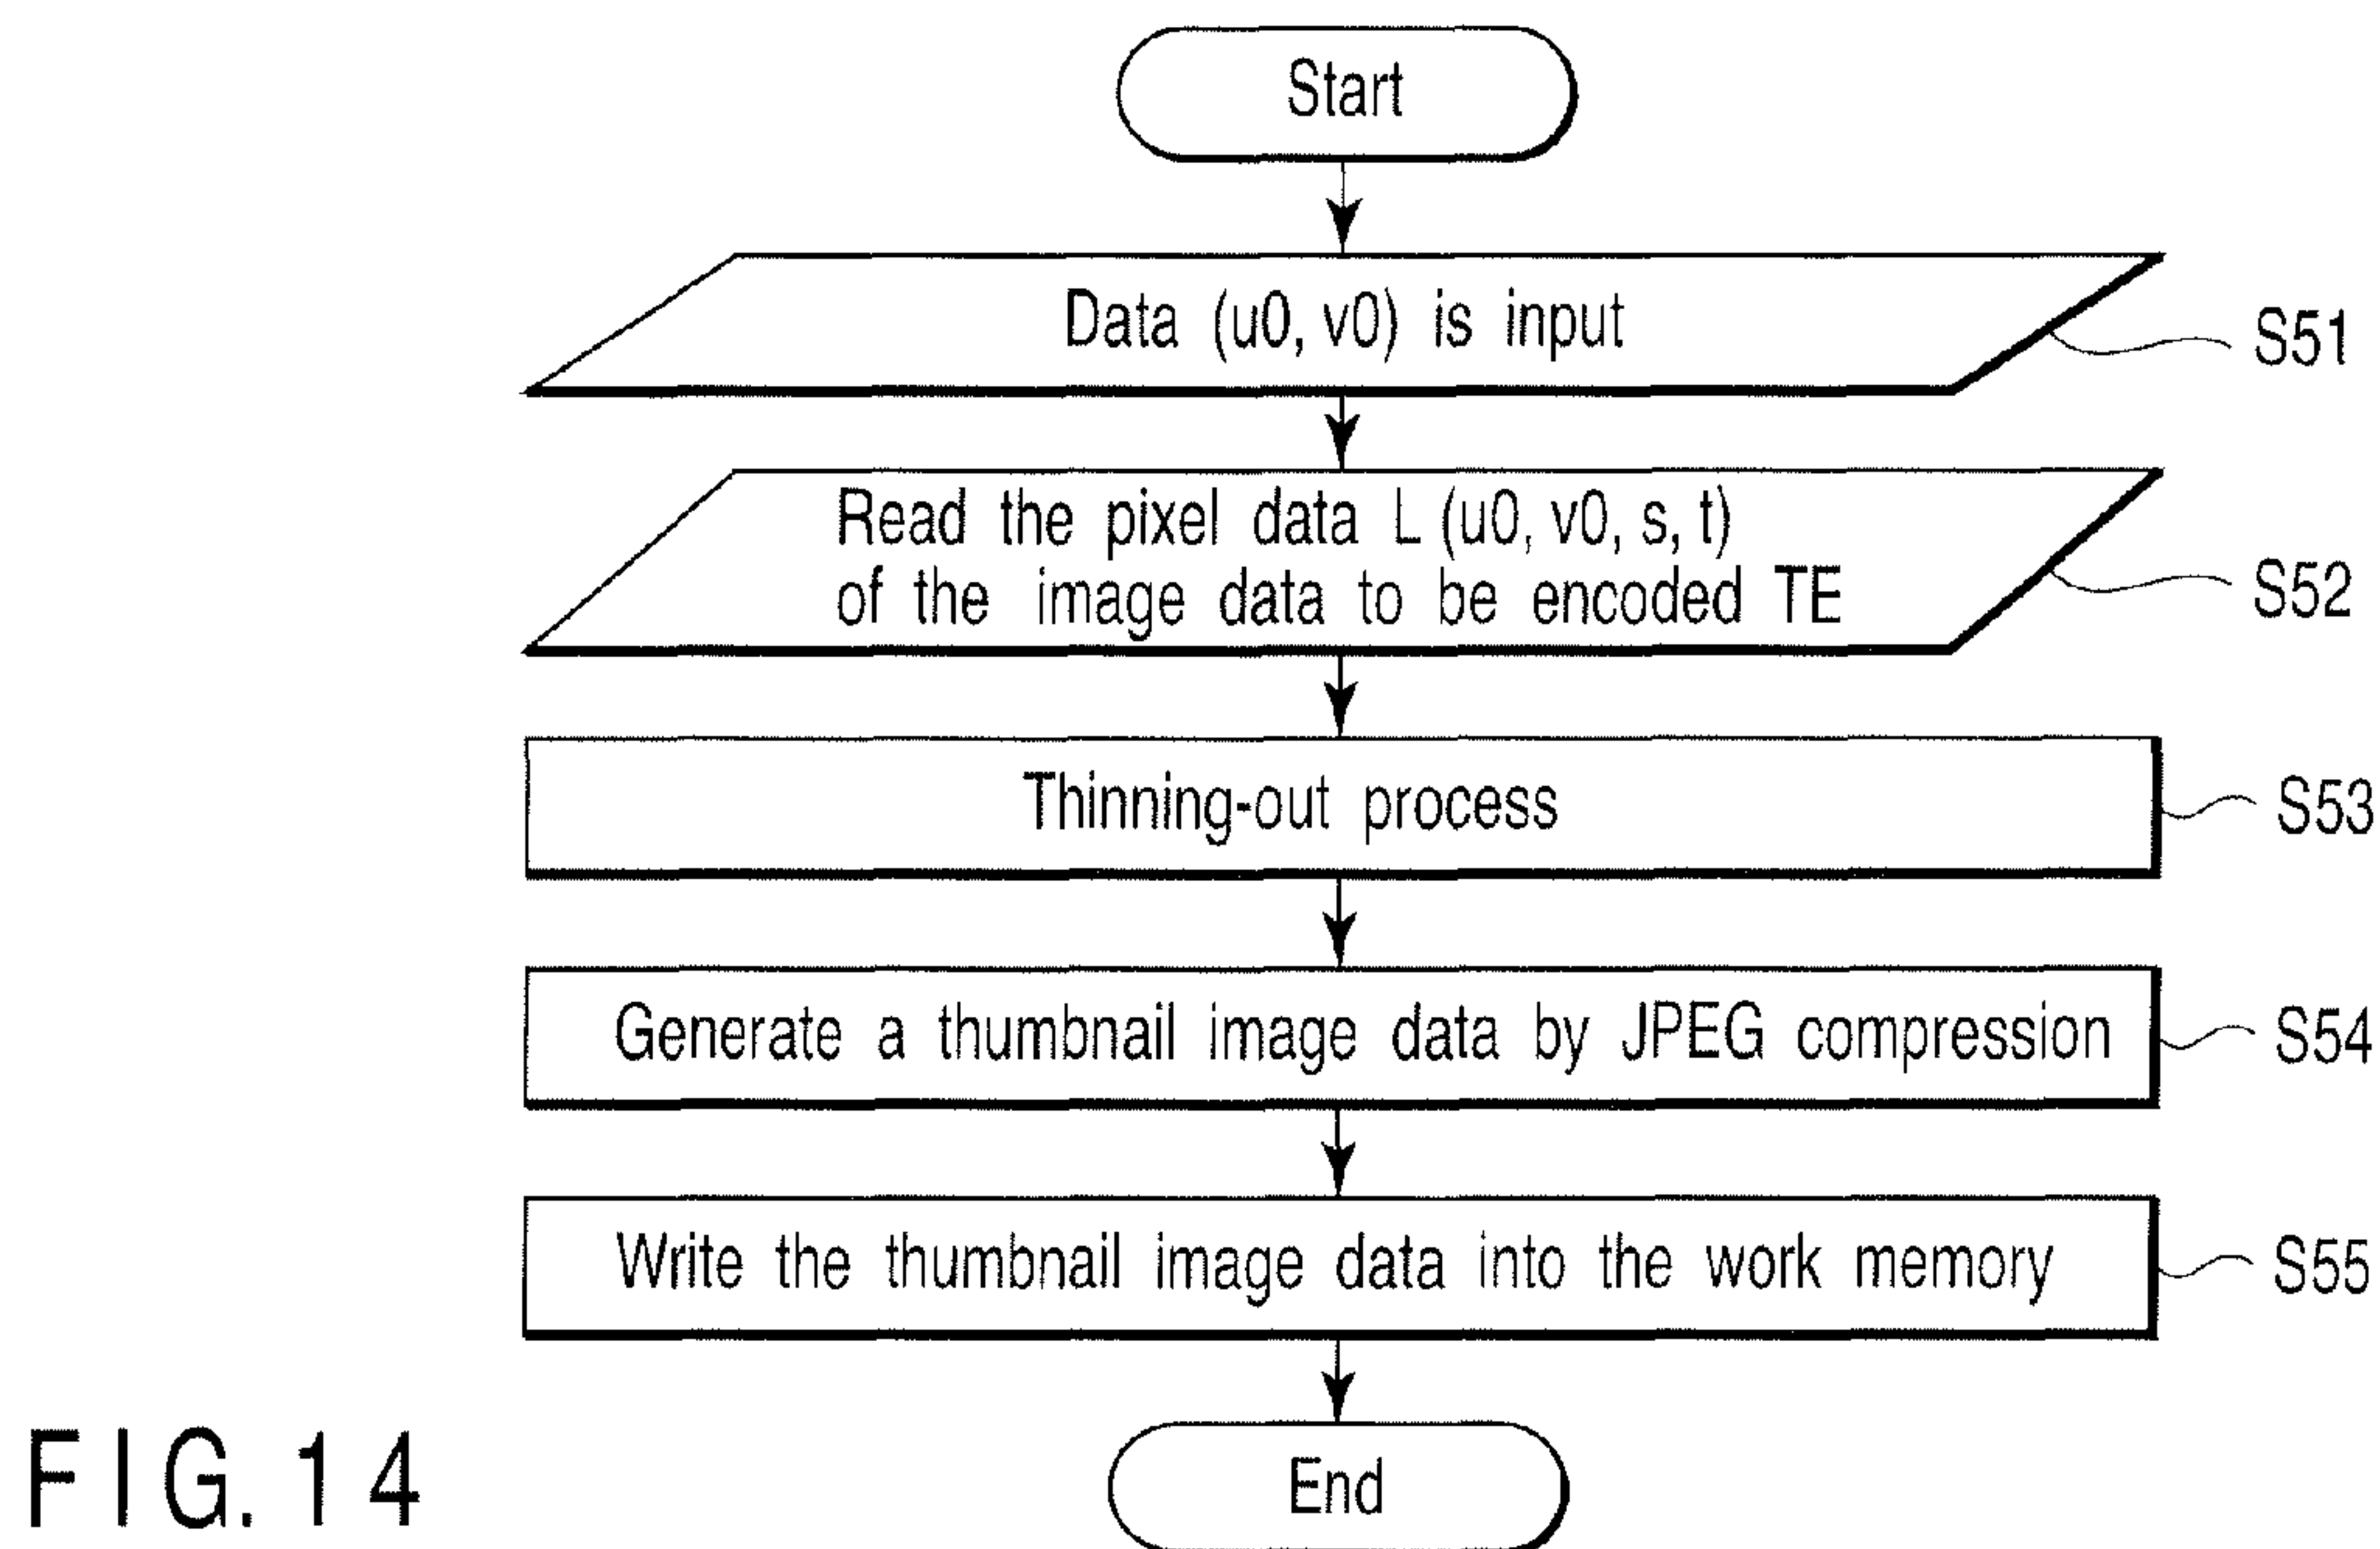 Start
Data (u0, v0) is input
S51
Read the pixel data L (u0, v0, s, t)
of the image data to be encoded TE
S52
Thinning-out process
S53
Generate a thumbnail image data by JPEG compression
S54
Write the thumbnail image data into the work memory
S55
End
FIG. 14